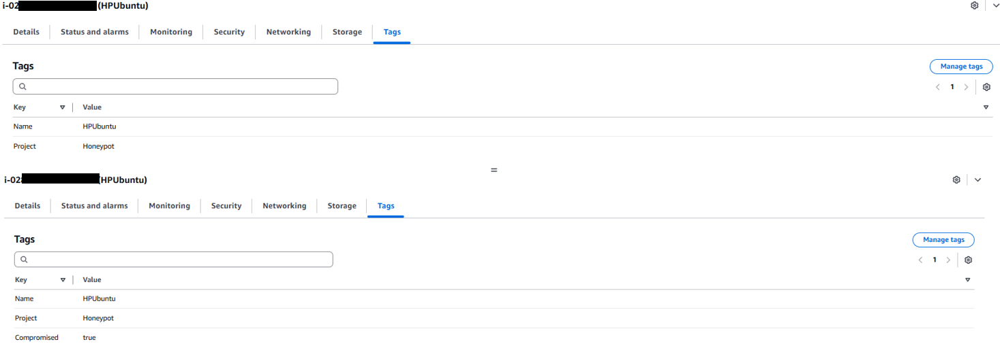 i-02 (HPUbuntu)
Details Status and alarms Monitoring Security Networking Storage Tags
Tags Manage tags
1
Key Value
Name HPUbuntu
Project Honeypot
=
i-02 (HPUbuntu)
Details Status and alarms Monitoring Security Networking Storage Tags
Tags Manage tags
1
Key Value
Name HPUbuntu
Project Honeypot
Compromised true